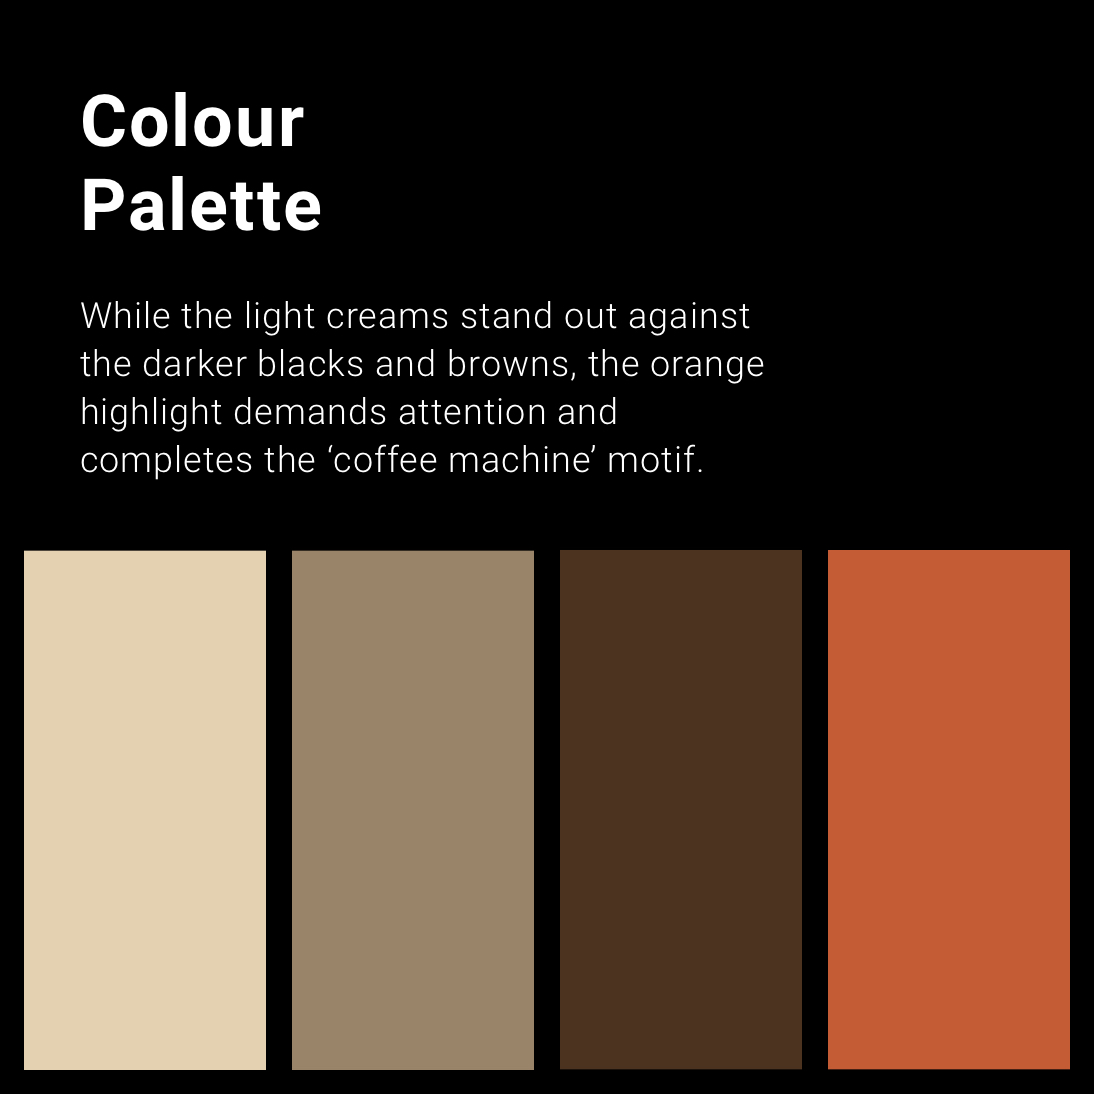 Colour
Palette
While the light creams stand out against
the darker blacks and browns, the orange
highlight demands attention and
completes the ‘coffee machine’ motif.